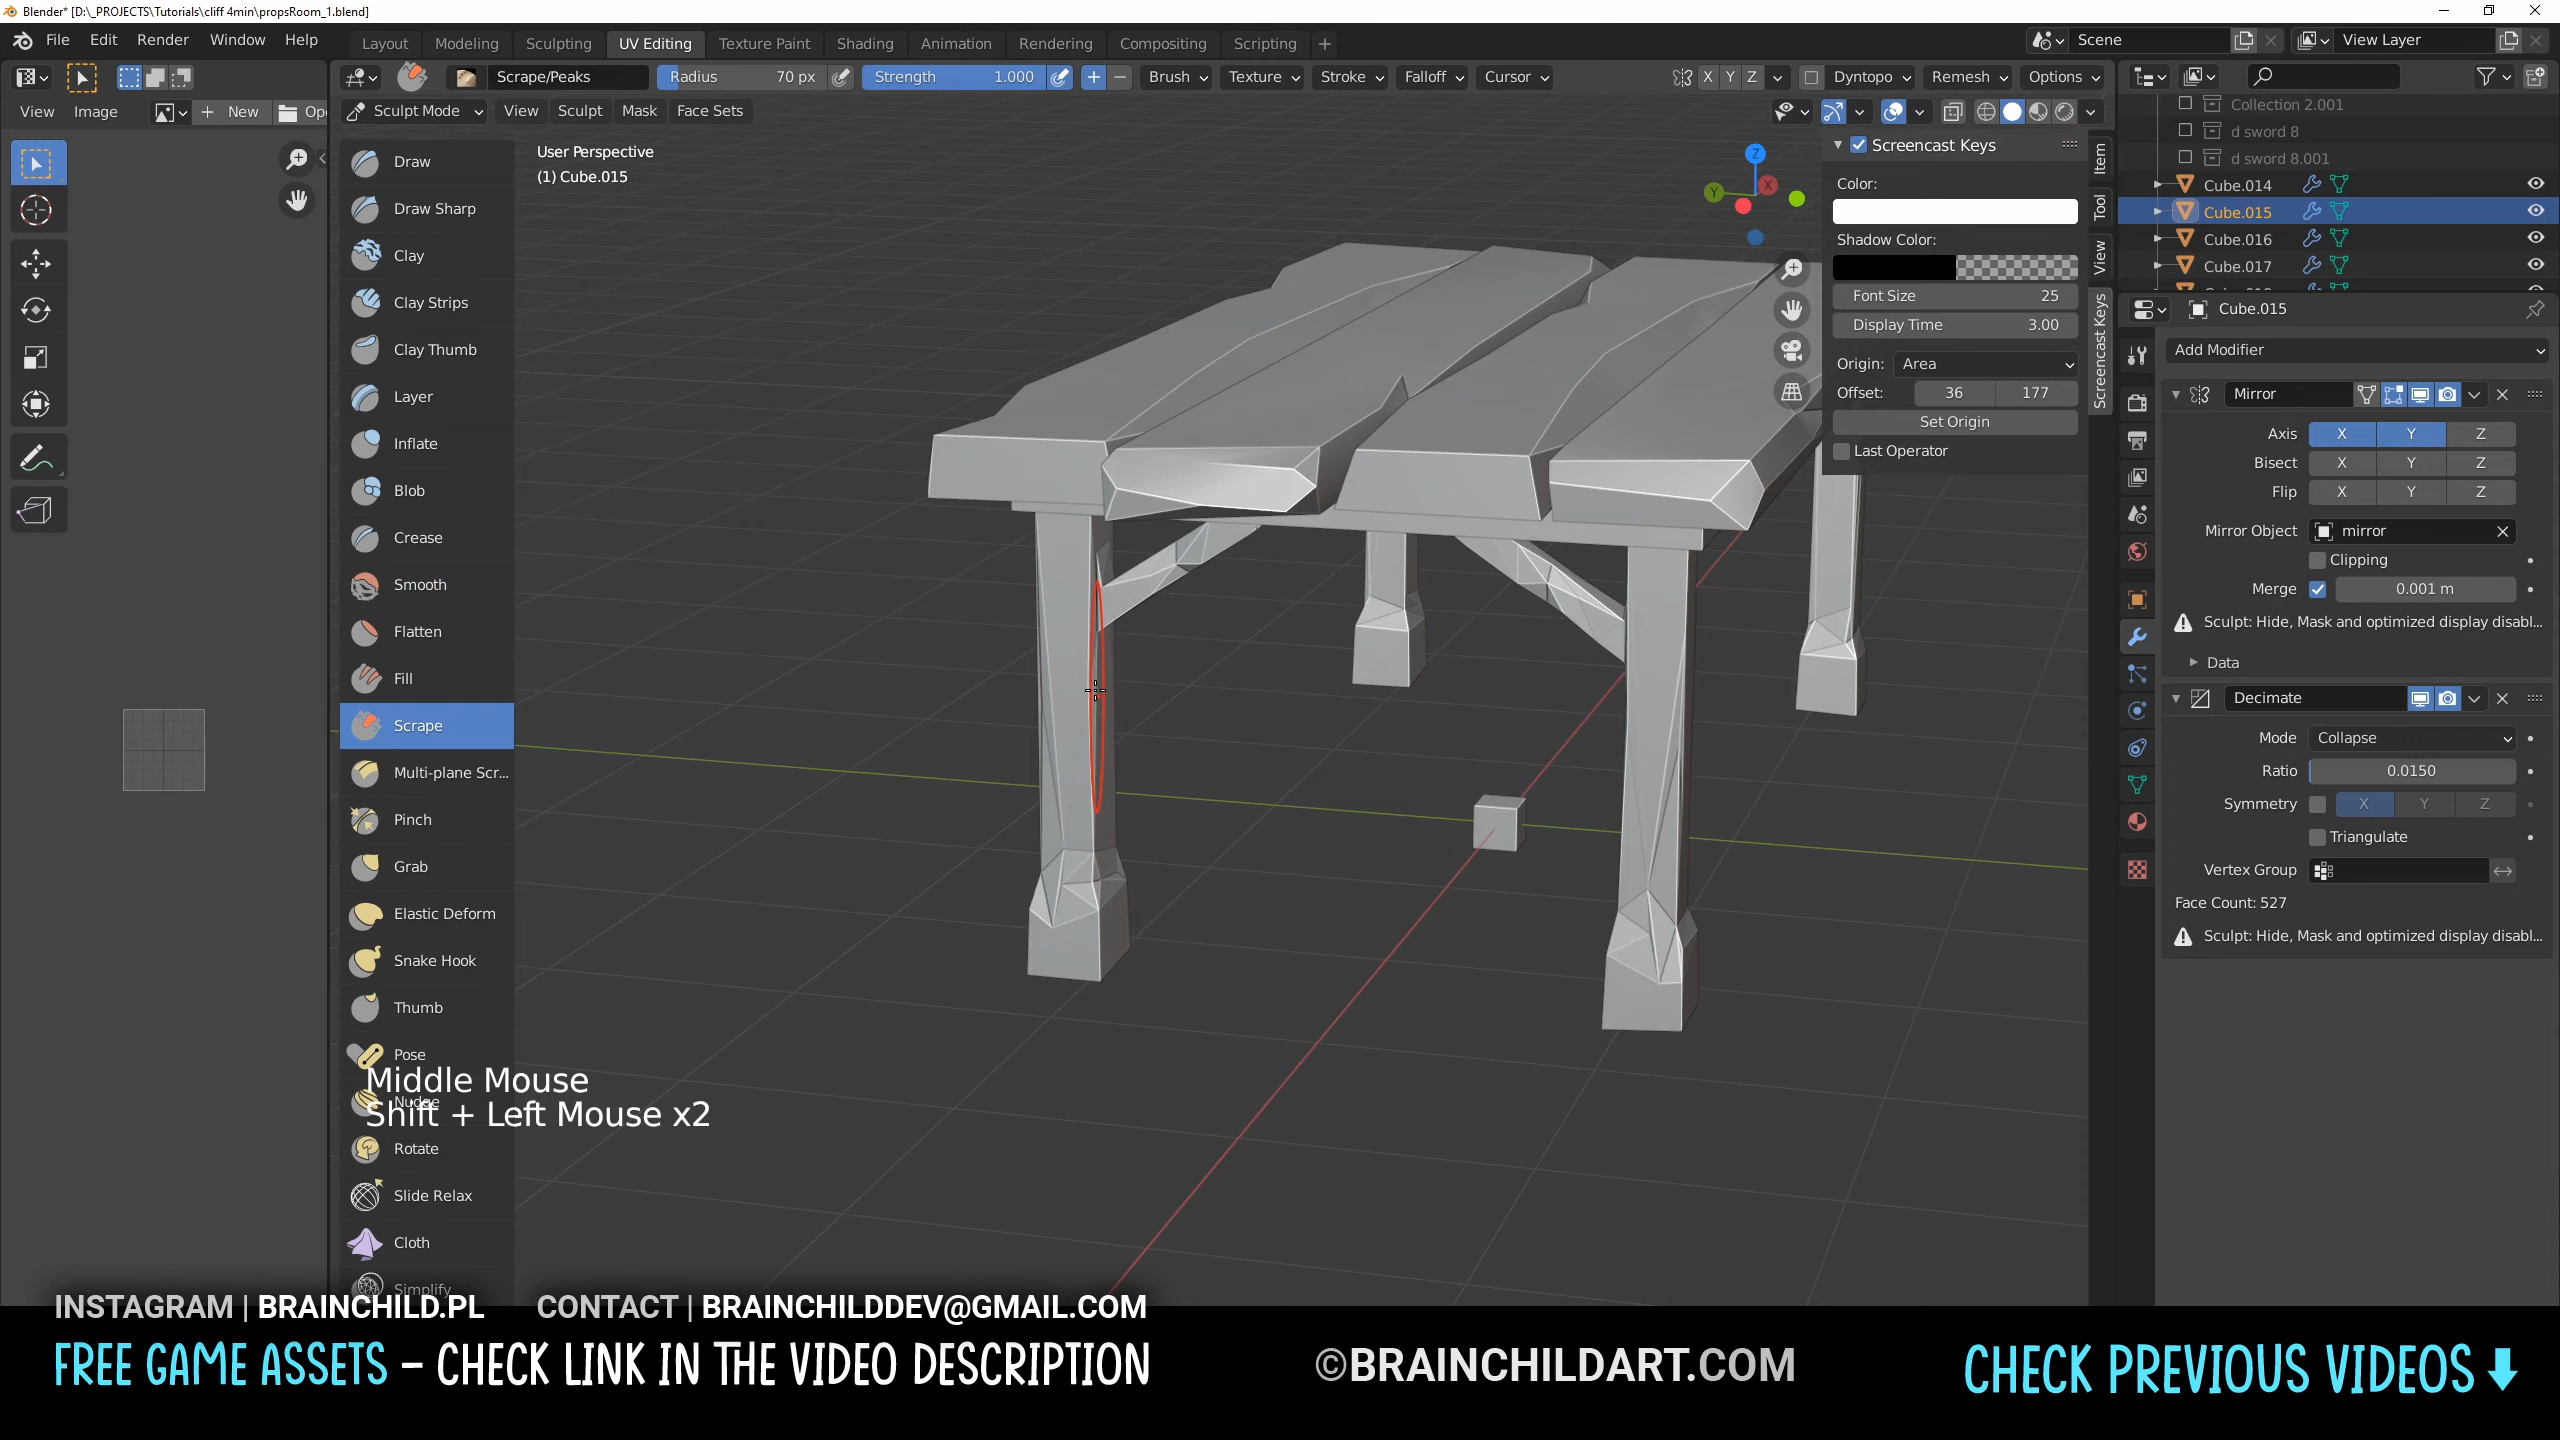 Blender* [D:\_PROJECTS\Tutorials\cliff 4min\propsRoom_1.blend]
File Edit Render Window Help Layout Modeling Sculpting UV Editing Texture Paint Shading Animation Rendering Compositing Scripting + Scene View Layer
Scrape/Peaks Radius 70 px Strength 1.000 + − Brush Texture Stroke Falloff Cursor X Y Z Dyntopo Remesh Options
View Image + New Op Sculpt Mode View Sculpt Mask Face Sets
User Perspective
(1) Cube.015
Draw
Draw Sharp
Clay
Clay Strips
Clay Thumb
Layer
Inflate
Blob
Crease
Smooth
Flatten
Fill
Scrape
Multi-plane Scr...
Pinch
Grab
Elastic Deform
Snake Hook
Thumb
Pose
Nudge
Rotate
Slide Relax
Cloth
Simplify
Middle Mouse
Shift + Left Mouse x2
Z
Y
X
Screencast Keys
Color:
Shadow Color:
Font Size 25
Display Time 3.00
Origin: Area
Offset: 36 177
Set Origin
Last Operator
Item
Tool
View
Screencast Keys
Collection 2.001
d sword 8
d sword 8.001
Cube.014
Cube.015
Cube.016
Cube.017
Cube.015
Add Modifier
Mirror
Axis X Y Z
Bisect X Y Z
Flip X Y Z
Mirror Object mirror
Clipping
Merge 0.001 m
Sculpt: Hide, Mask and optimized display disabl...
Data
Decimate
Mode Collapse
Ratio 0.0150
Symmetry X Y Z
Triangulate
Vertex Group
Face Count: 527
Sculpt: Hide, Mask and optimized display disabl...
INSTAGRAM | BRAINCHILD.PL CONTACT | BRAINCHILDDEV@GMAIL.COM
FREE GAME ASSETS – CHECK LINK IN THE VIDEO DESCRIPTION
©BRAINCHILDART.COM
CHECK PREVIOUS VIDEOS